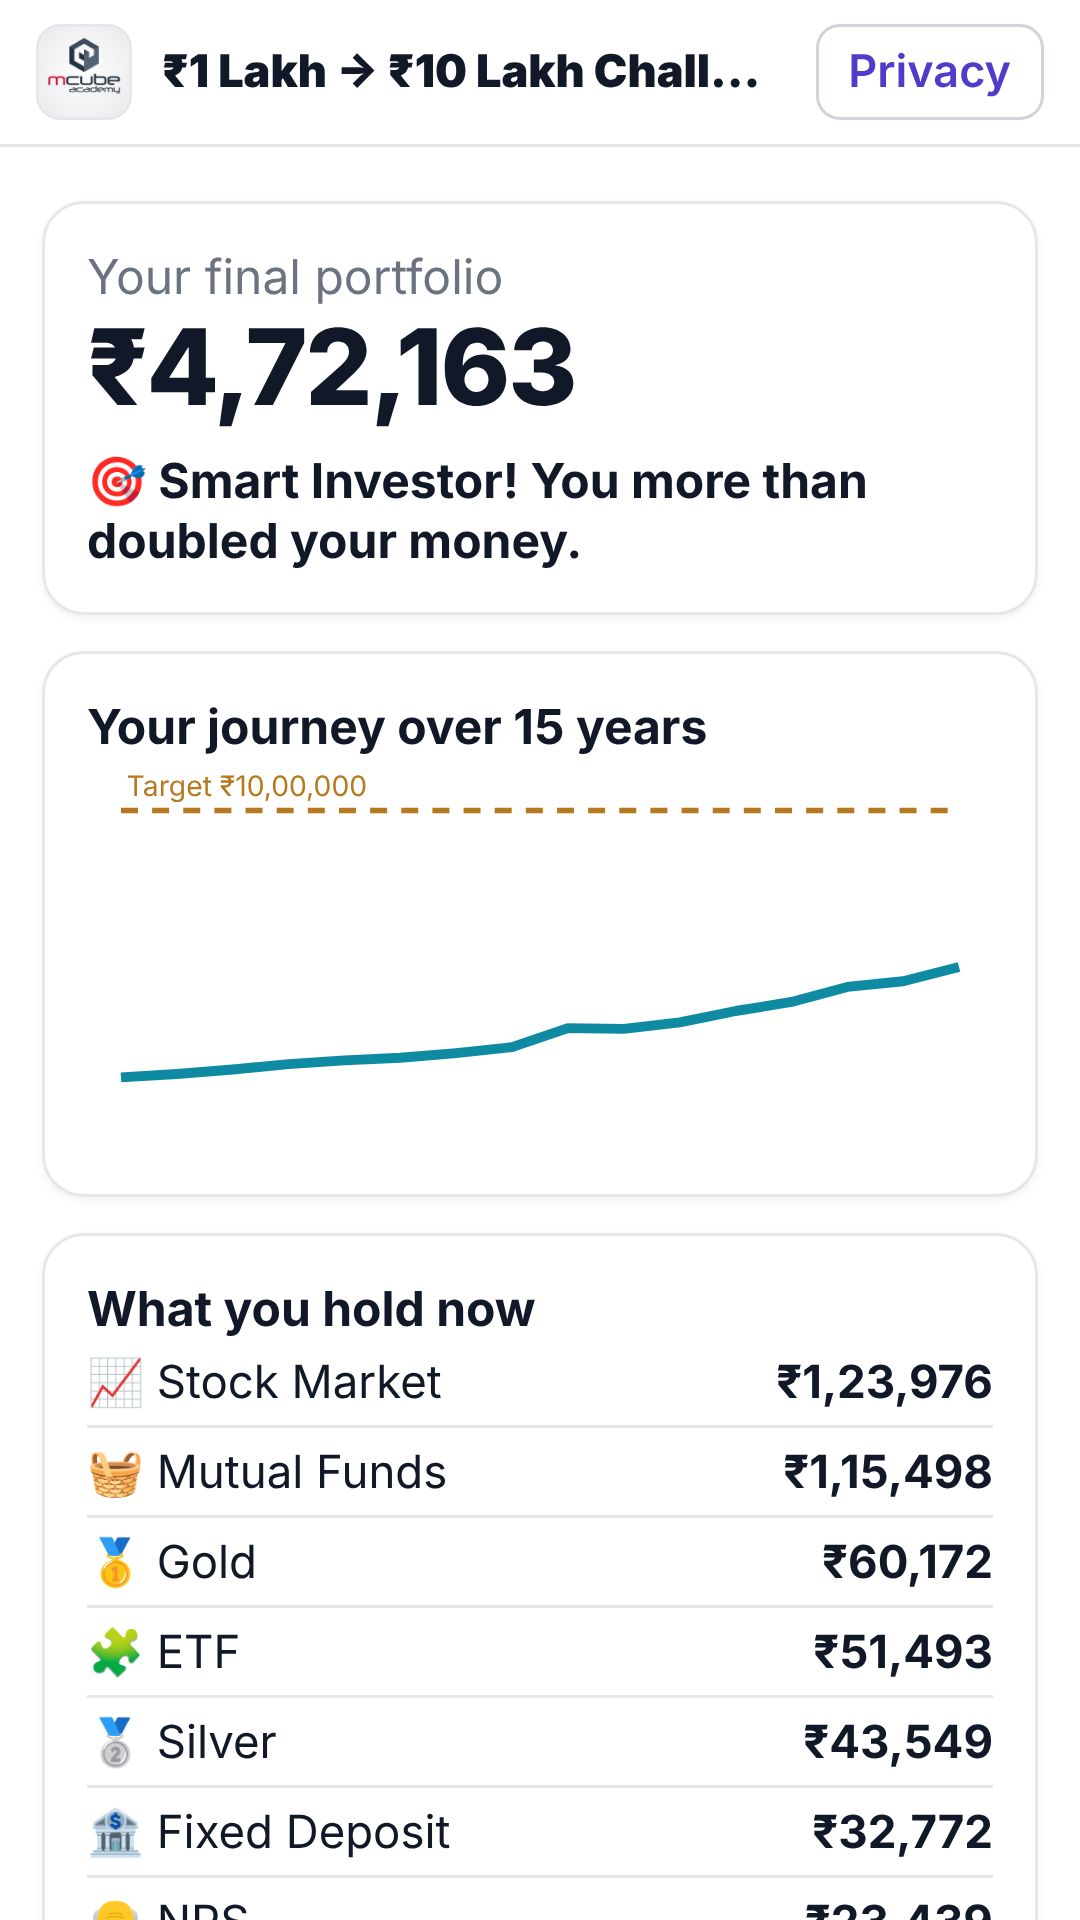 mcube
academy
₹1 Lakh → ₹10 Lakh Chall...
Privacy
Your final portfolio
₹4,72,163
🎯 Smart Investor! You more than
doubled your money.
Your journey over 15 years
Target ₹10,00,000
What you hold now
📈 Stock Market ₹1,23,976
🧺 Mutual Funds ₹1,15,498
🥇 Gold ₹60,172
🧩 ETF ₹51,493
🥈 Silver ₹43,549
🏦 Fixed Deposit ₹32,772
NPS ₹23,439